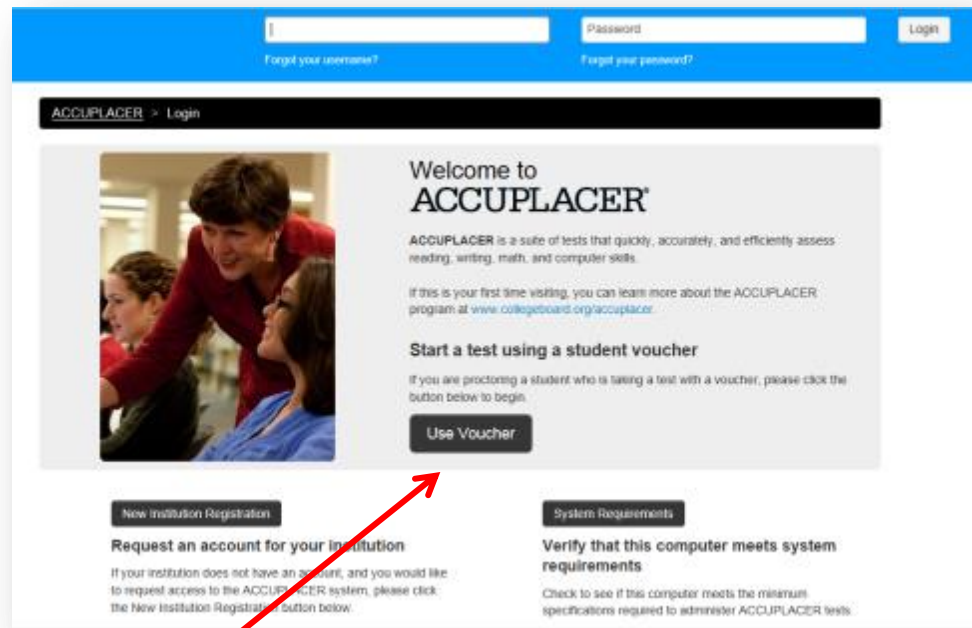 Password
Login
Forgot your username?
Forgot your password?
ACCUPLACER > Login
Welcome to
ACCUPLACER®
ACCUPLACER is a suite of tests that quickly, accurately, and efficiently assess
reading, writing, math, and computer skills.
If this is your first time visiting, you can learn more about the ACCUPLACER
program at www.collegeboard.org/accuplacer.
Start a test using a student voucher
If you are proctoring a student who is taking a test with a voucher, please click the
button below to begin.
Use Voucher
New Institution Registration
Request an account for your institution
If your institution does not have an account, and you would like
to request access to the ACCUPLACER system, please click
the New Institution Registration button below.
System Requirements
Verify that this computer meets system
requirements
Check to see if this computer meets the minimum
specifications required to administer ACCUPLACER tests